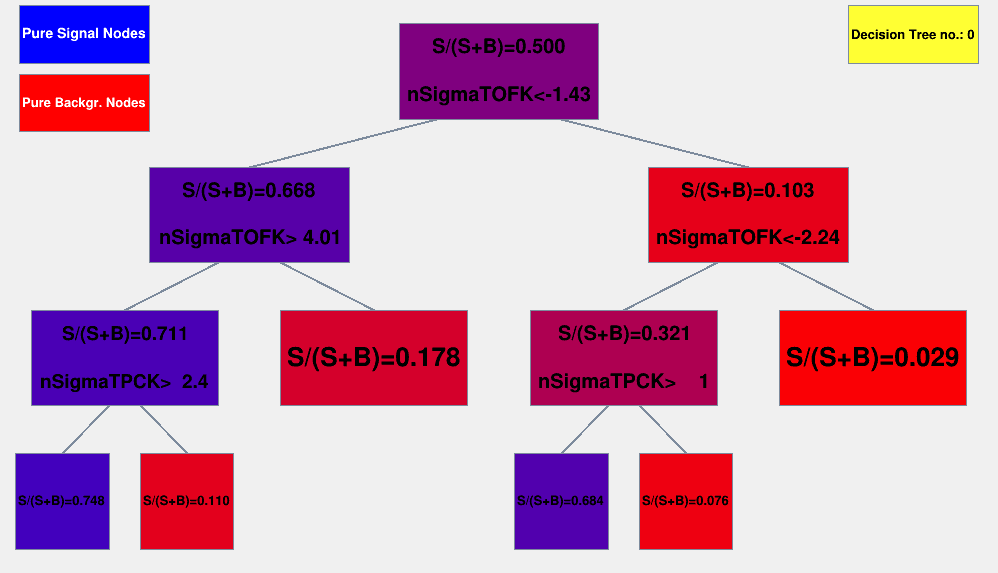 Pure Signal Nodes
Pure Backgr. Nodes
Decision Tree no.: 0
S/(S+B)=0.500
nSigmaTOFK<-1.43
S/(S+B)=0.668
nSigmaTOFK> 4.01
S/(S+B)=0.103
nSigmaTOFK<-2.24
S/(S+B)=0.711
nSigmaTPCK>  2.4
S/(S+B)=0.178
S/(S+B)=0.321
nSigmaTPCK>    1
S/(S+B)=0.029
S/(S+B)=0.748
S/(S+B)=0.110
S/(S+B)=0.684
S/(S+B)=0.076